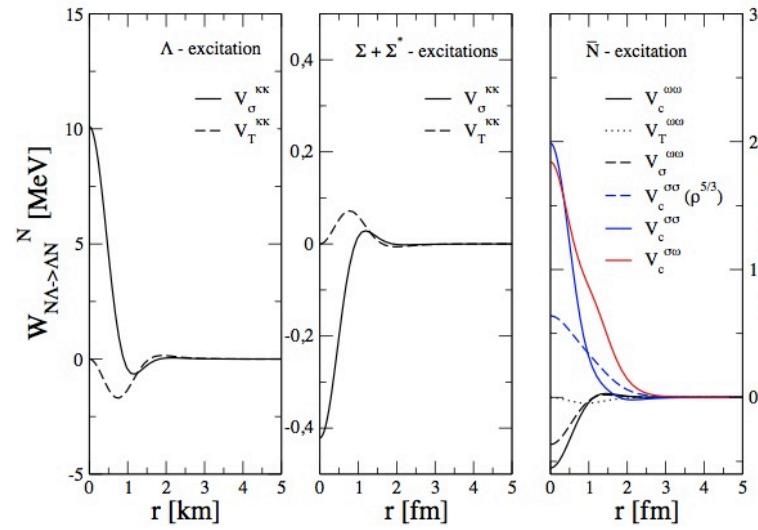 W_{NΛ->ΛN}^{N} [MeV]
15
10
5
0
-5
Λ - excitation
V_σ^{κκ}
V_T^{κκ}
0 1 2 3 4 5
r [km]
0,4
0,2
0
-0,2
-0,4
Σ + Σ^* - excitations
V_σ^{κκ}
V_T^{κκ}
0 1 2 3 4 5
r [fm]
N̄ - excitation
V_c^{ωω}
V_T^{ωω}
V_σ^{ωω}
V_c^{σσ} (ρ^{5/3})
V_c^{σσ}
V_c^{σω}
3
2
1
0
0 1 2 3 4 5
r [fm]